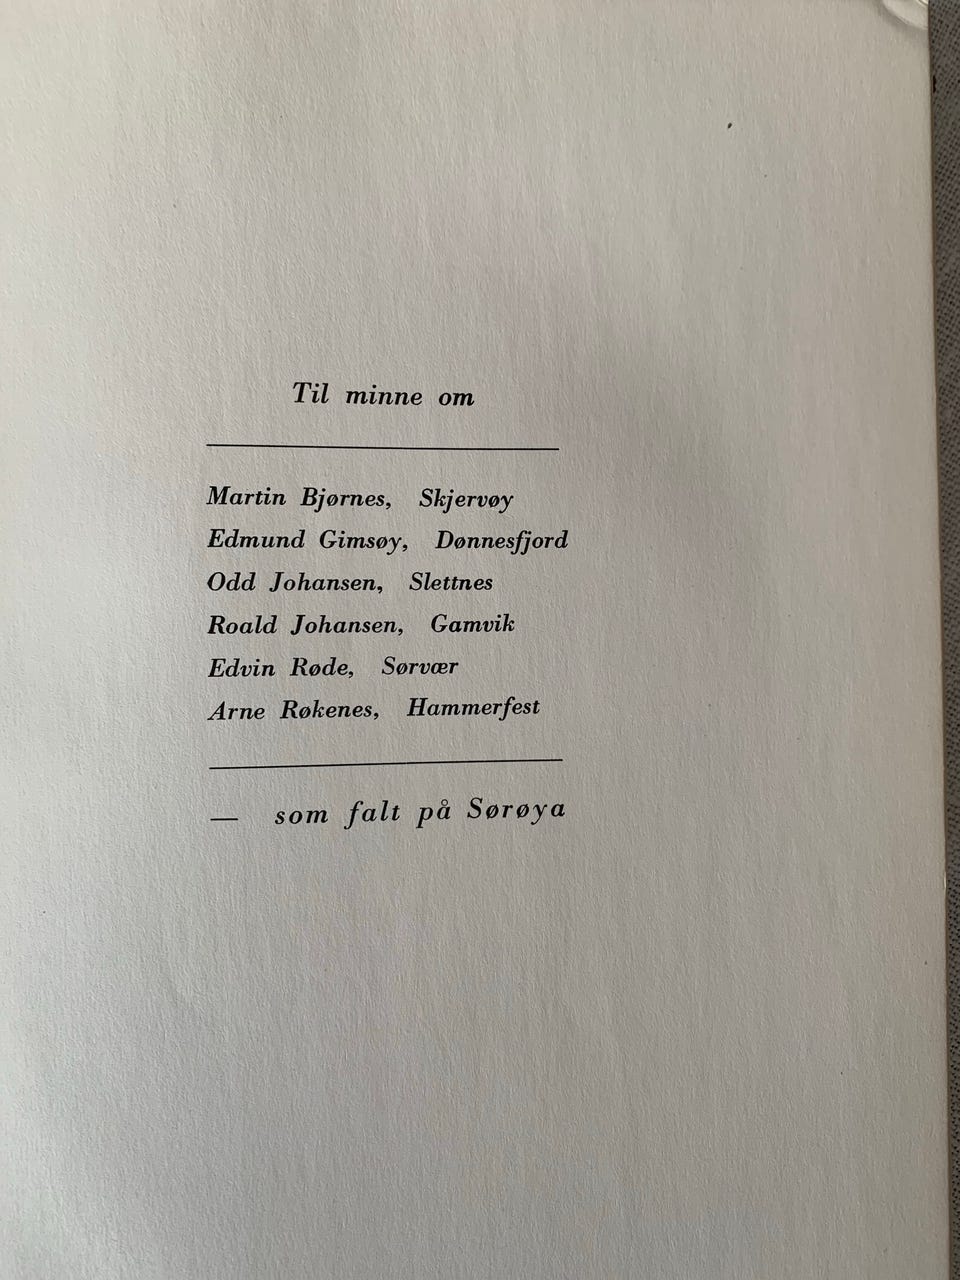 Til minne om
Martin Bjørnes, Skjervøy
Edmund Gimsøy, Dønnesfjord
Odd Johansen, Slettnes
Roald Johansen, Gamvik
Edvin Røde, Sørvær
Arne Røkenes, Hammerfest
— som falt på Sørøya